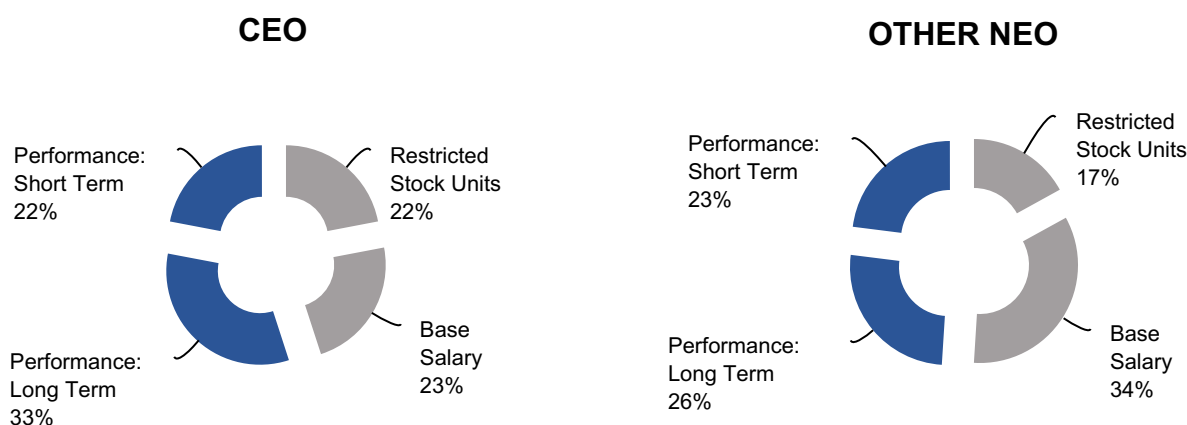 CEO
Performance:
Short Term
22%
Restricted
Stock Units
22%
Performance:
Long Term
33%
Base
Salary
23%
OTHER NEO
Performance:
Short Term
23%
Restricted
Stock Units
17%
Performance:
Long Term
26%
Base
Salary
34%